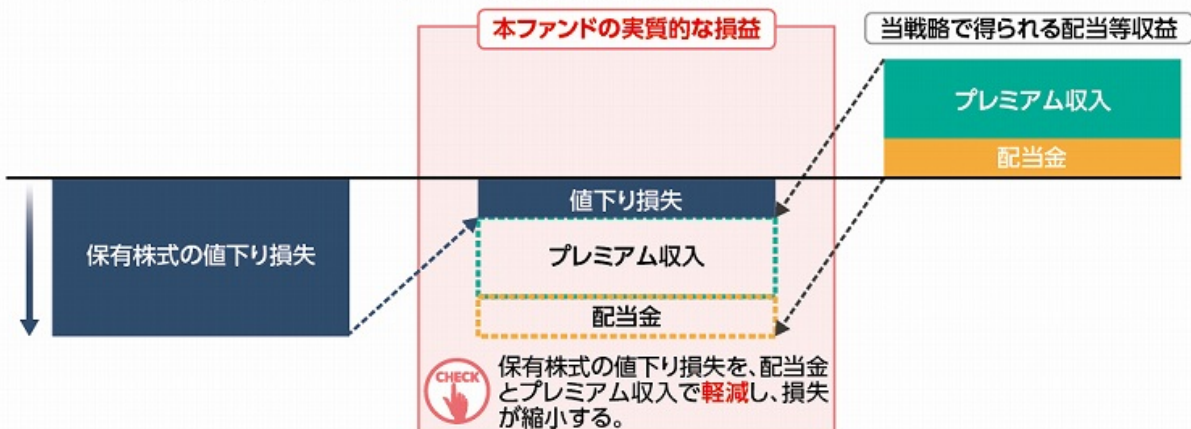 本ファンドの実質的な損益
当戦略で得られる配当等収益
プレミアム収入
配当金
保有株式の値下り損失
値下り損失
プレミアム収入
配当金
CHECK
保有株式の値下り損失を、配当金
とプレミアム収入で軽減し、損失
が縮小する。